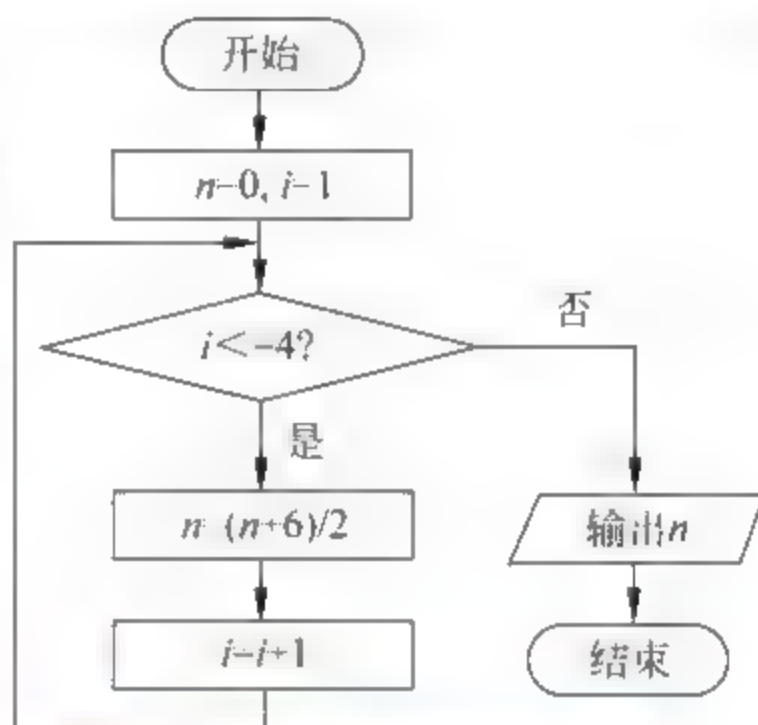 开始
n=0, i=1
i<=4?
否
是
n=(n+6)/2
输出n
i=i+1
结束